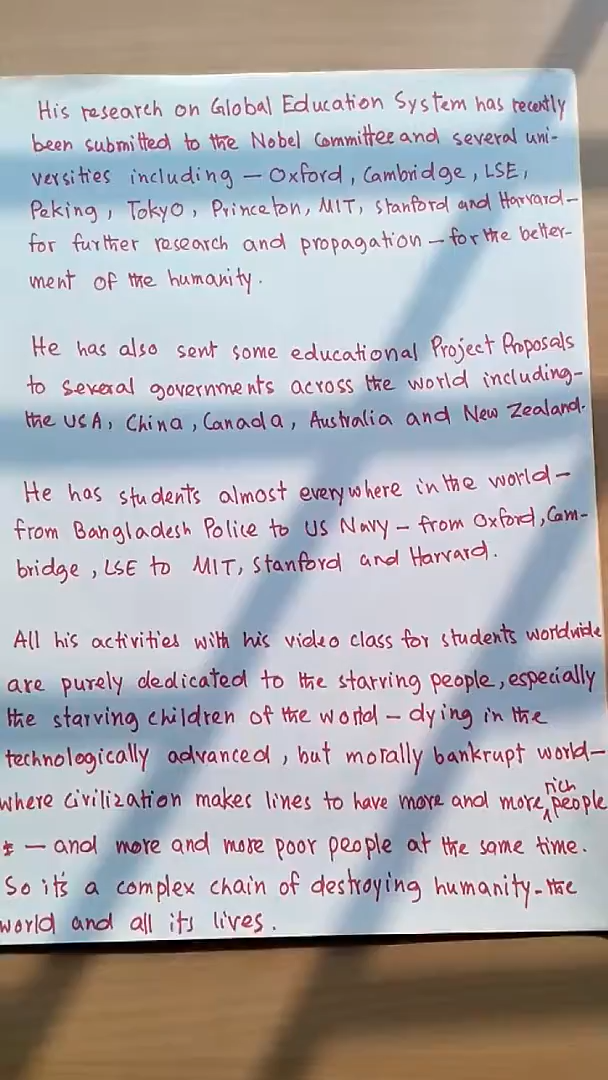 His research on Global Education System has recently
been submitted to the Nobel Committee and several uni-
versities including – Oxford, Cambridge, LSE,
Peking, Tokyo, Princeton, MIT, Stanford and Harvard –
for further research and propagation – for the better-
ment of the humanity.
He has also sent some educational Project Proposals
to several governments across the world including –
the USA, China, Canada, Australia and New Zealand.
He has students almost everywhere in the world –
from Bangladesh Police to US Navy – from Oxford, Cam-
bridge, LSE to MIT, Stanford and Harvard.
All his activities with his video class for students worldwide
are purely dedicated to the starving people, especially
the starving children of the world – dying in the
technologically advanced, but morally bankrupt world –
where civilization makes lines to have more and more rich people
– and more and more poor people at the same time.
So it's a complex chain of destroying humanity – the
world and all its lives.